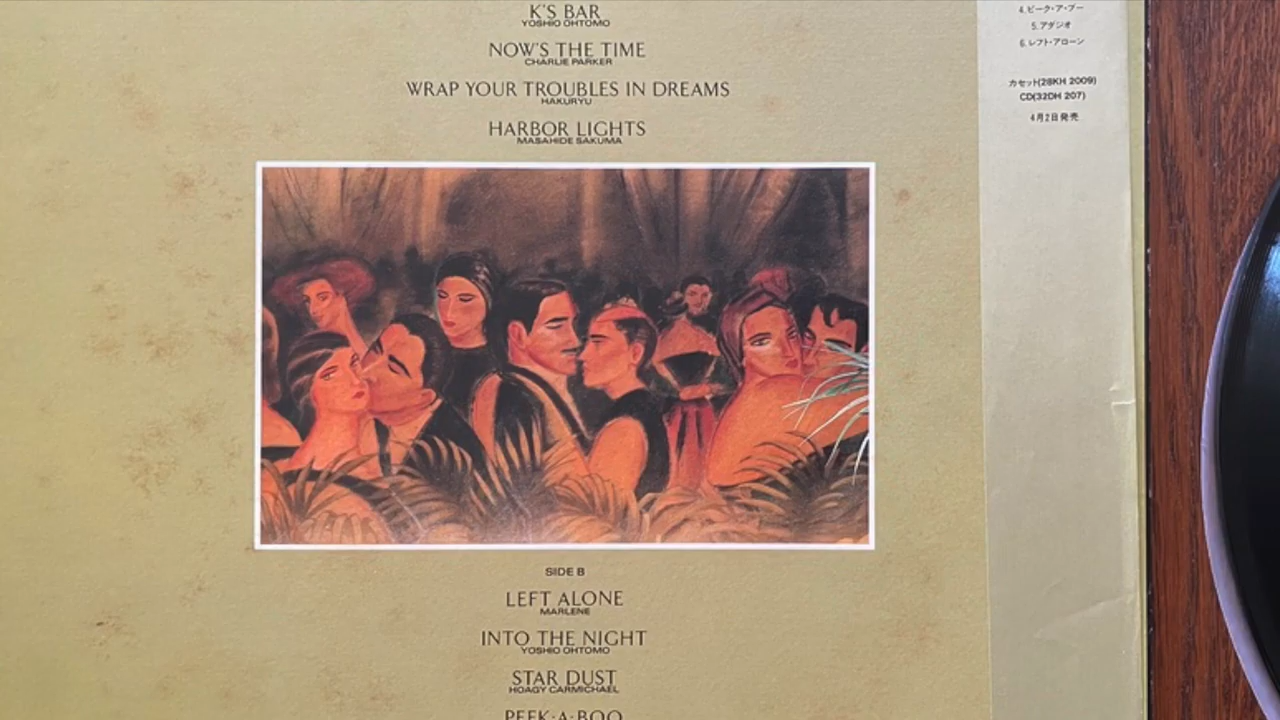 K'S BAR
YOSHIO OHTOMO
NOW'S THE TIME
CHARLIE PARKER
WRAP YOUR TROUBLES IN DREAMS
HAKURYU
HARBOR LIGHTS
MASAHIDE SAKUMA
SIDE B
LEFT ALONE
MARLENE
INTO THE NIGHT
YOSHIO OHTOMO
STAR DUST
HOAGY CARMICHAEL
PEEK·A·BOO
4.ピーク・ア・ブー
5.アダジオ
6.レフト・アローン
カセット(28KH 2009)
CD(32DH 207)
4月2日発売